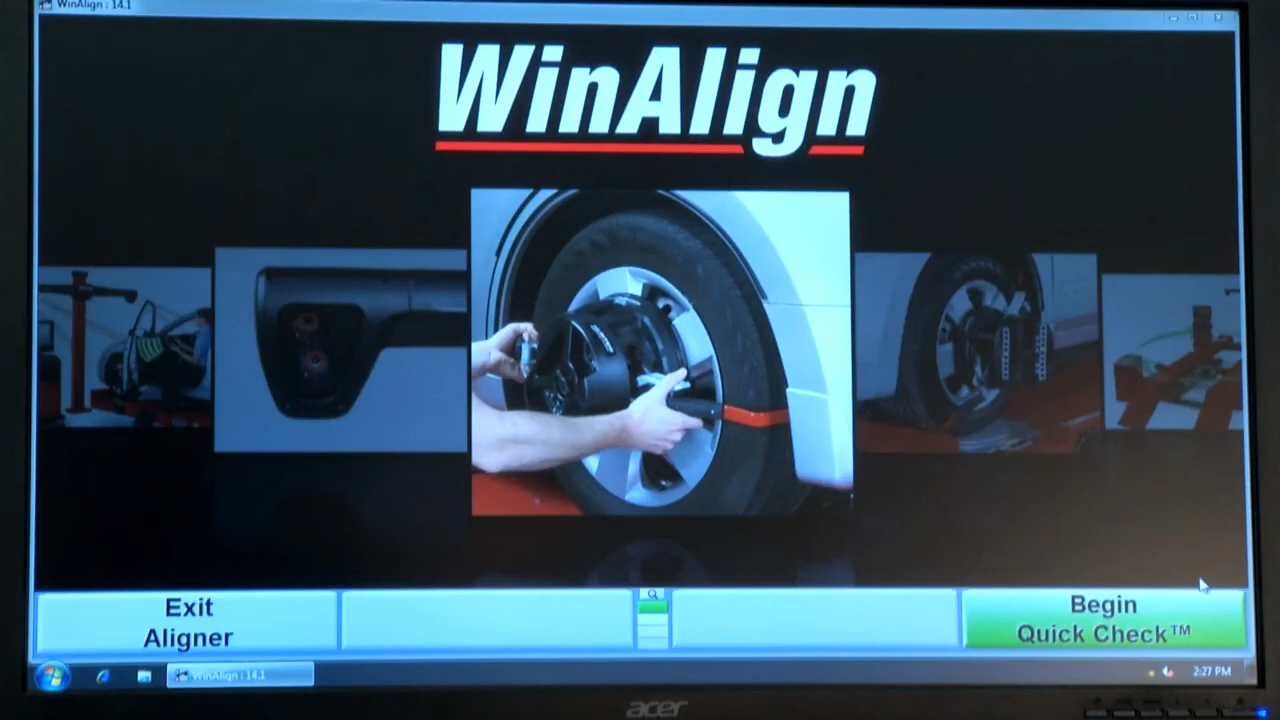 WinAlign : 14.1
WinAlign
Exit
Aligner
Begin
Quick Check™
WinAlign : 14.1
2:27 PM
acer